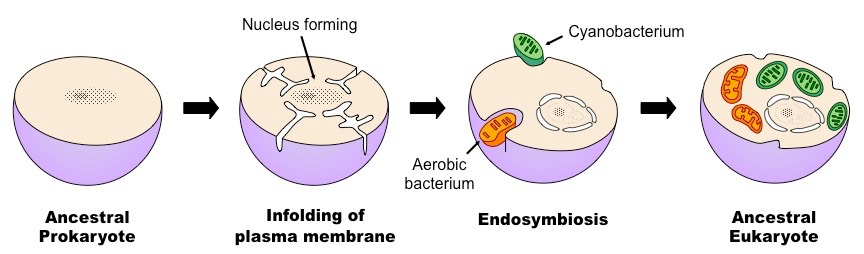 Nucleus forming
Cyanobacterium
Aerobic
bacterium
Ancestral
Prokaryote
Infolding of
plasma membrane
Endosymbiosis
Ancestral
Eukaryote